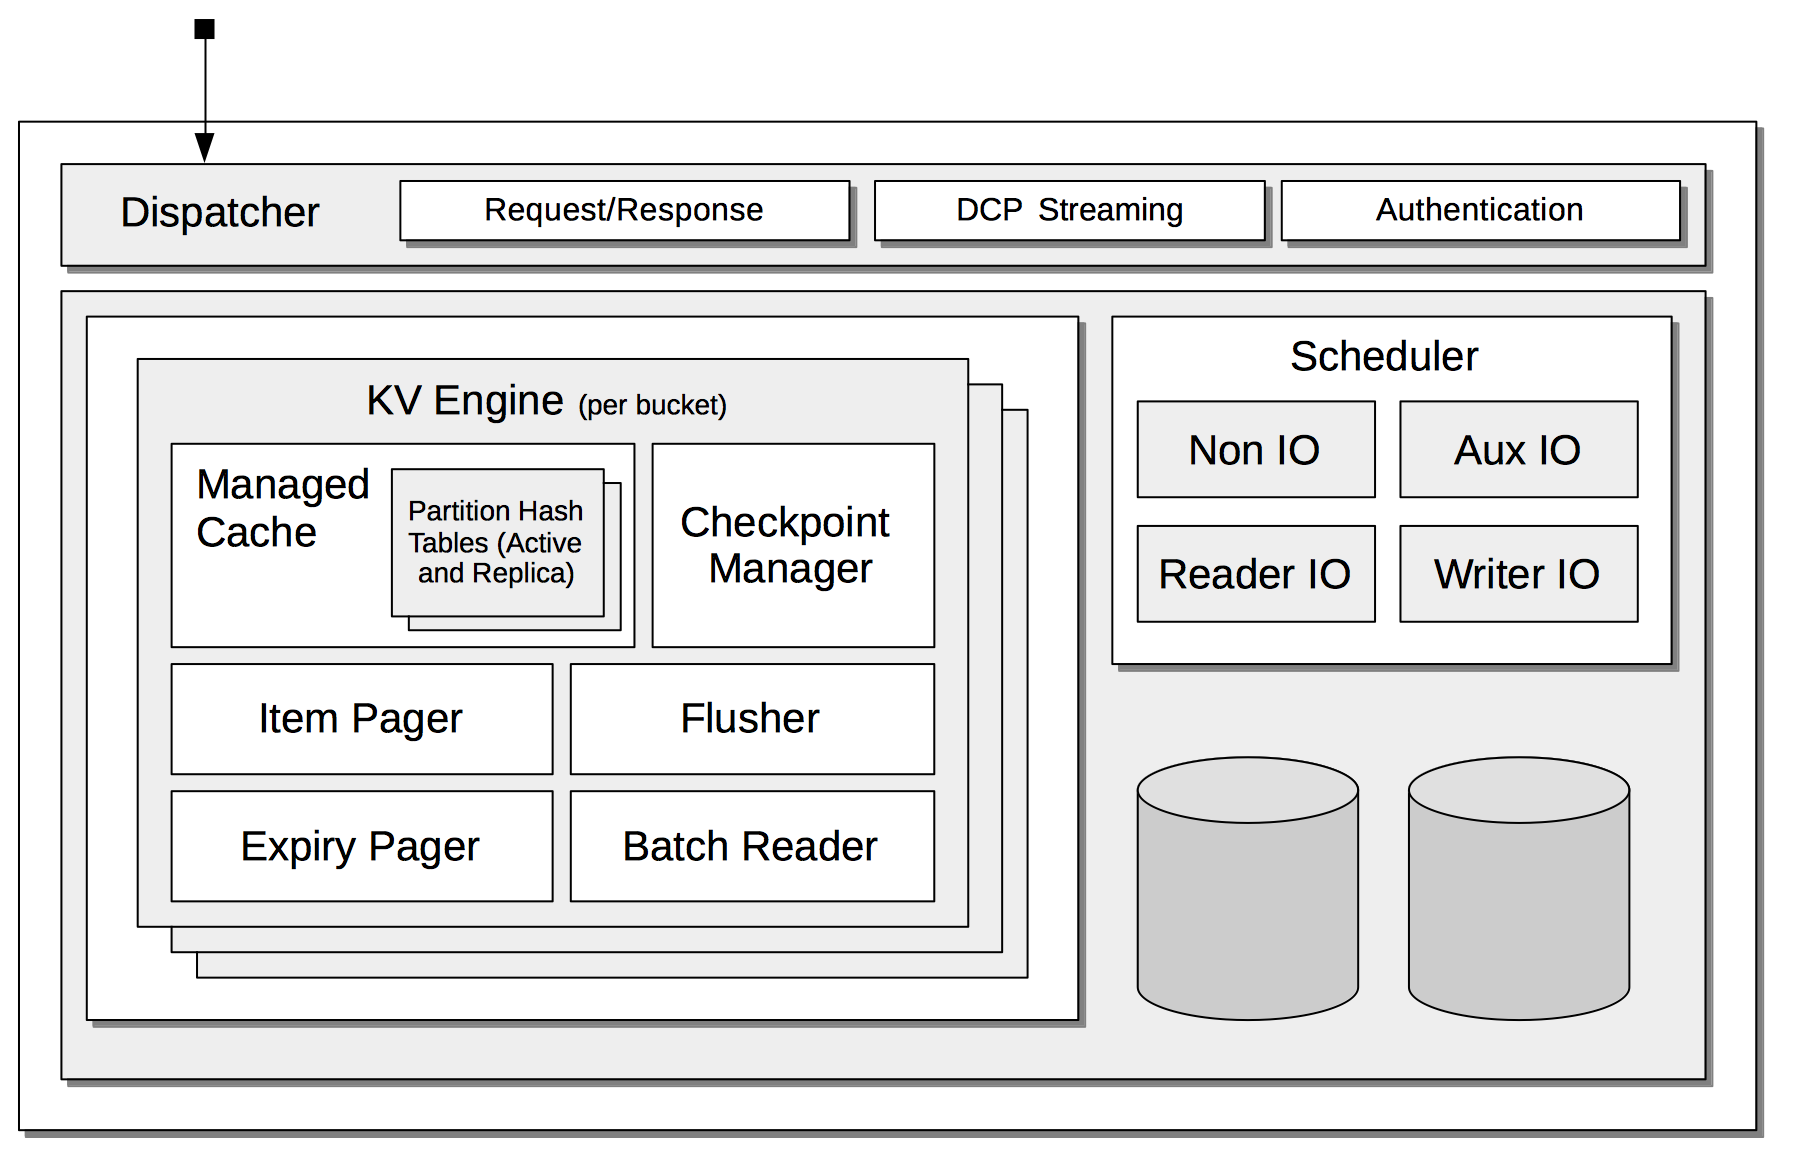 Dispatcher
Request/Response
DCP Streaming
Authentication
KV Engine (per bucket)
Managed
Cache
Partition Hash
Tables (Active
and Replica)
Checkpoint
Manager
Item Pager
Flusher
Expiry Pager
Batch Reader
Scheduler
Non IO
Aux IO
Reader IO
Writer IO